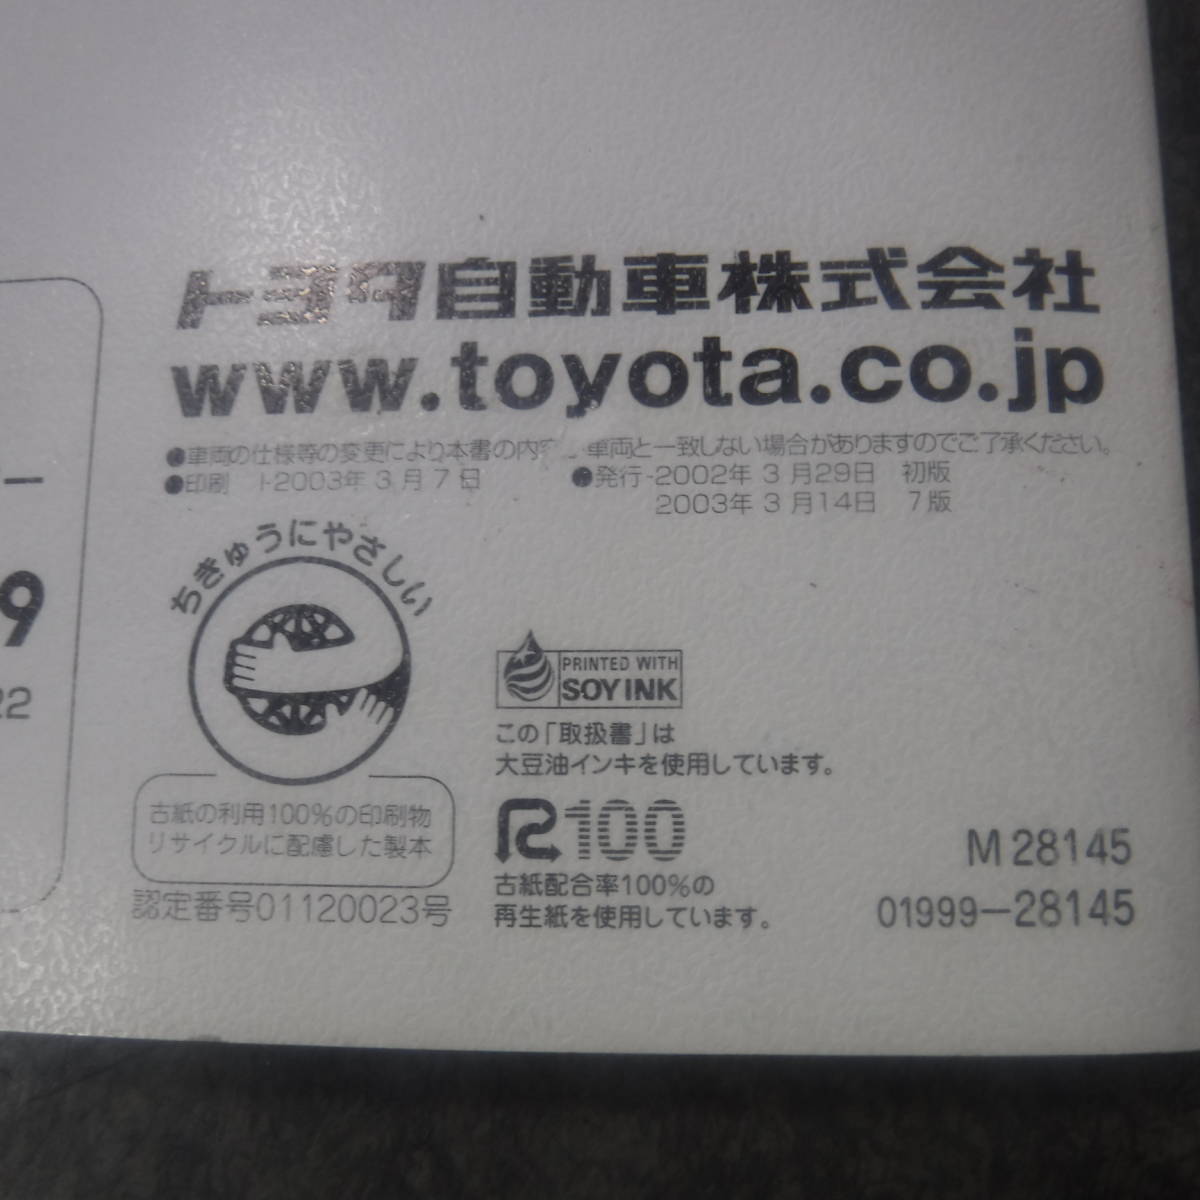 トヨタ自動車株式会社
www.toyota.co.jp
●車両の仕様等の変更により本書の内容 車両と一致しない場合がありますのでご了承ください。
●印刷 -2003年 3月 7日 ●発行-2002年 3月29日 初版
2003年 3月14日 7版
ちきゅうにやさしい
PRINTED WITH
SOY INK
この「取扱書」は
大豆油インキを使用しています。
古紙の利用100%の印刷物
リサイクルに配慮した製本
認定番号01120023号
R100
古紙配合率100%の
再生紙を使用しています。
M 28145
01999-28145
ー
9
22